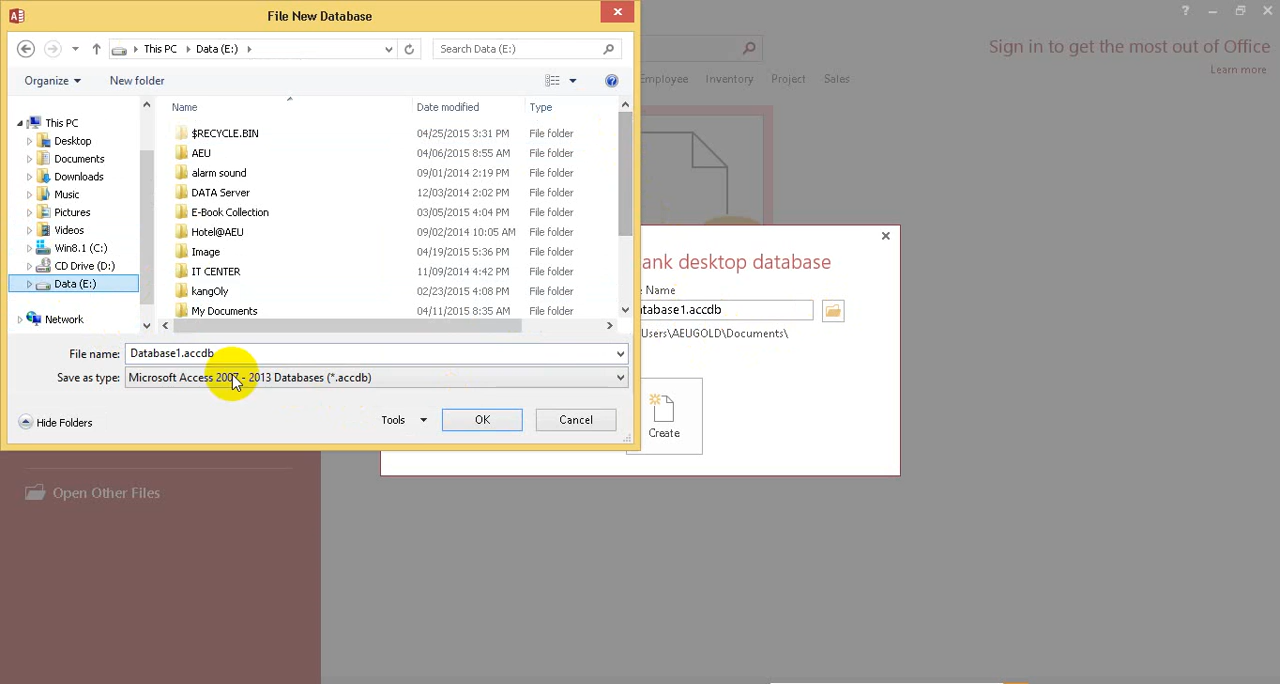 File New Database
This PC
Data (E:)
Search Data (E:)
Organize
New folder
This PC
Desktop
Documents
Downloads
Music
Pictures
Videos
Win8.1 (C:)
CD Drive (D:)
Data (E:)
Network
Name Date modified Type
$RECYCLE.BIN 04/25/2015 3:31 PM File folder
AEU 04/06/2015 8:55 AM File folder
alarm sound 09/01/2014 2:19 PM File folder
DATA Server 12/03/2014 2:02 PM File folder
E-Book Collection 03/05/2015 4:04 PM File folder
Hotel@AEU 09/02/2014 10:05 AM File folder
Image 04/19/2015 5:36 PM File folder
IT CENTER 11/09/2014 4:42 PM File folder
kangOly 02/23/2015 4:08 PM File folder
My Documents 04/11/2015 8:35 AM File folder
File name: Database1.accdb
Save as type: Microsoft Access 2007 - 2013 Databases (*.accdb)
Hide Folders
Tools
OK
Cancel
?
Sign in to get the most out of Office
Learn more
Employee Inventory Project Sales
ank desktop database
e Name
tabase1.accdb
Users\AEUGOLD\Documents\
Create
Open Other Files